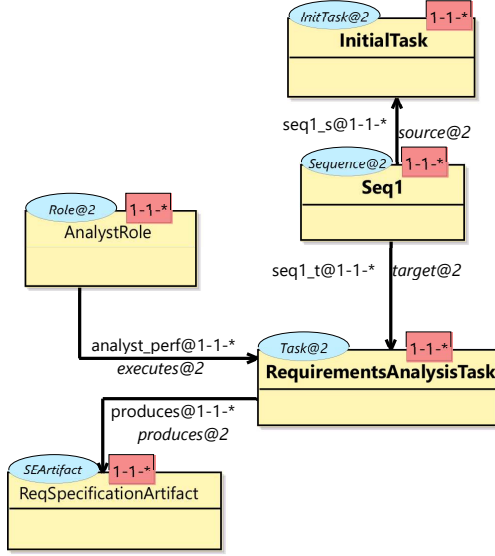 InitTask@2
1-1-*
InitialTask
seq1_s@1-1-*
source@2
Sequence@2
1-1-*
Seq1
Role@2
1-1-*
AnalystRole
seq1_t@1-1-*
target@2
analyst_perf@1-1-*
executes@2
Task@2
1-1-*
RequirementsAnalysisTask
produces@1-1-*
produces@2
SEArtifact
1-1-*
ReqSpecificationArtifact